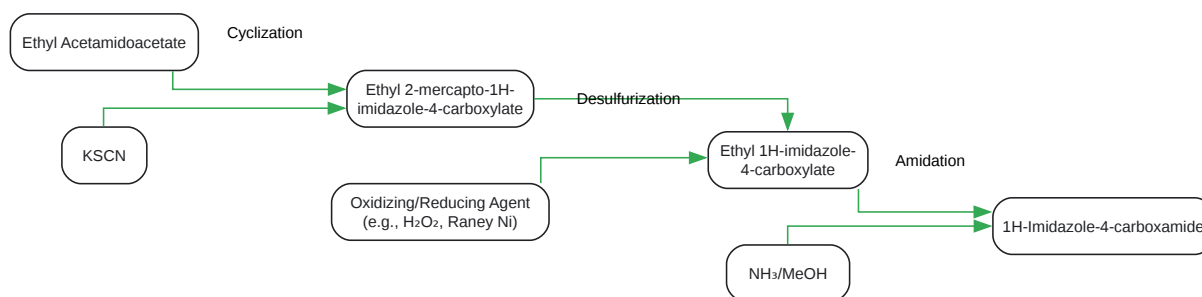 Ethyl Acetamidoacetate
Cyclization
KSCN
Ethyl 2-mercapto-1H-
imidazole-4-carboxylate
Desulfurization
Oxidizing/Reducing Agent
(e.g., H₂O₂, Raney Ni)
Ethyl 1H-imidazole-
4-carboxylate
Amidation
NH₃/MeOH
1H-Imidazole-4-carboxamide